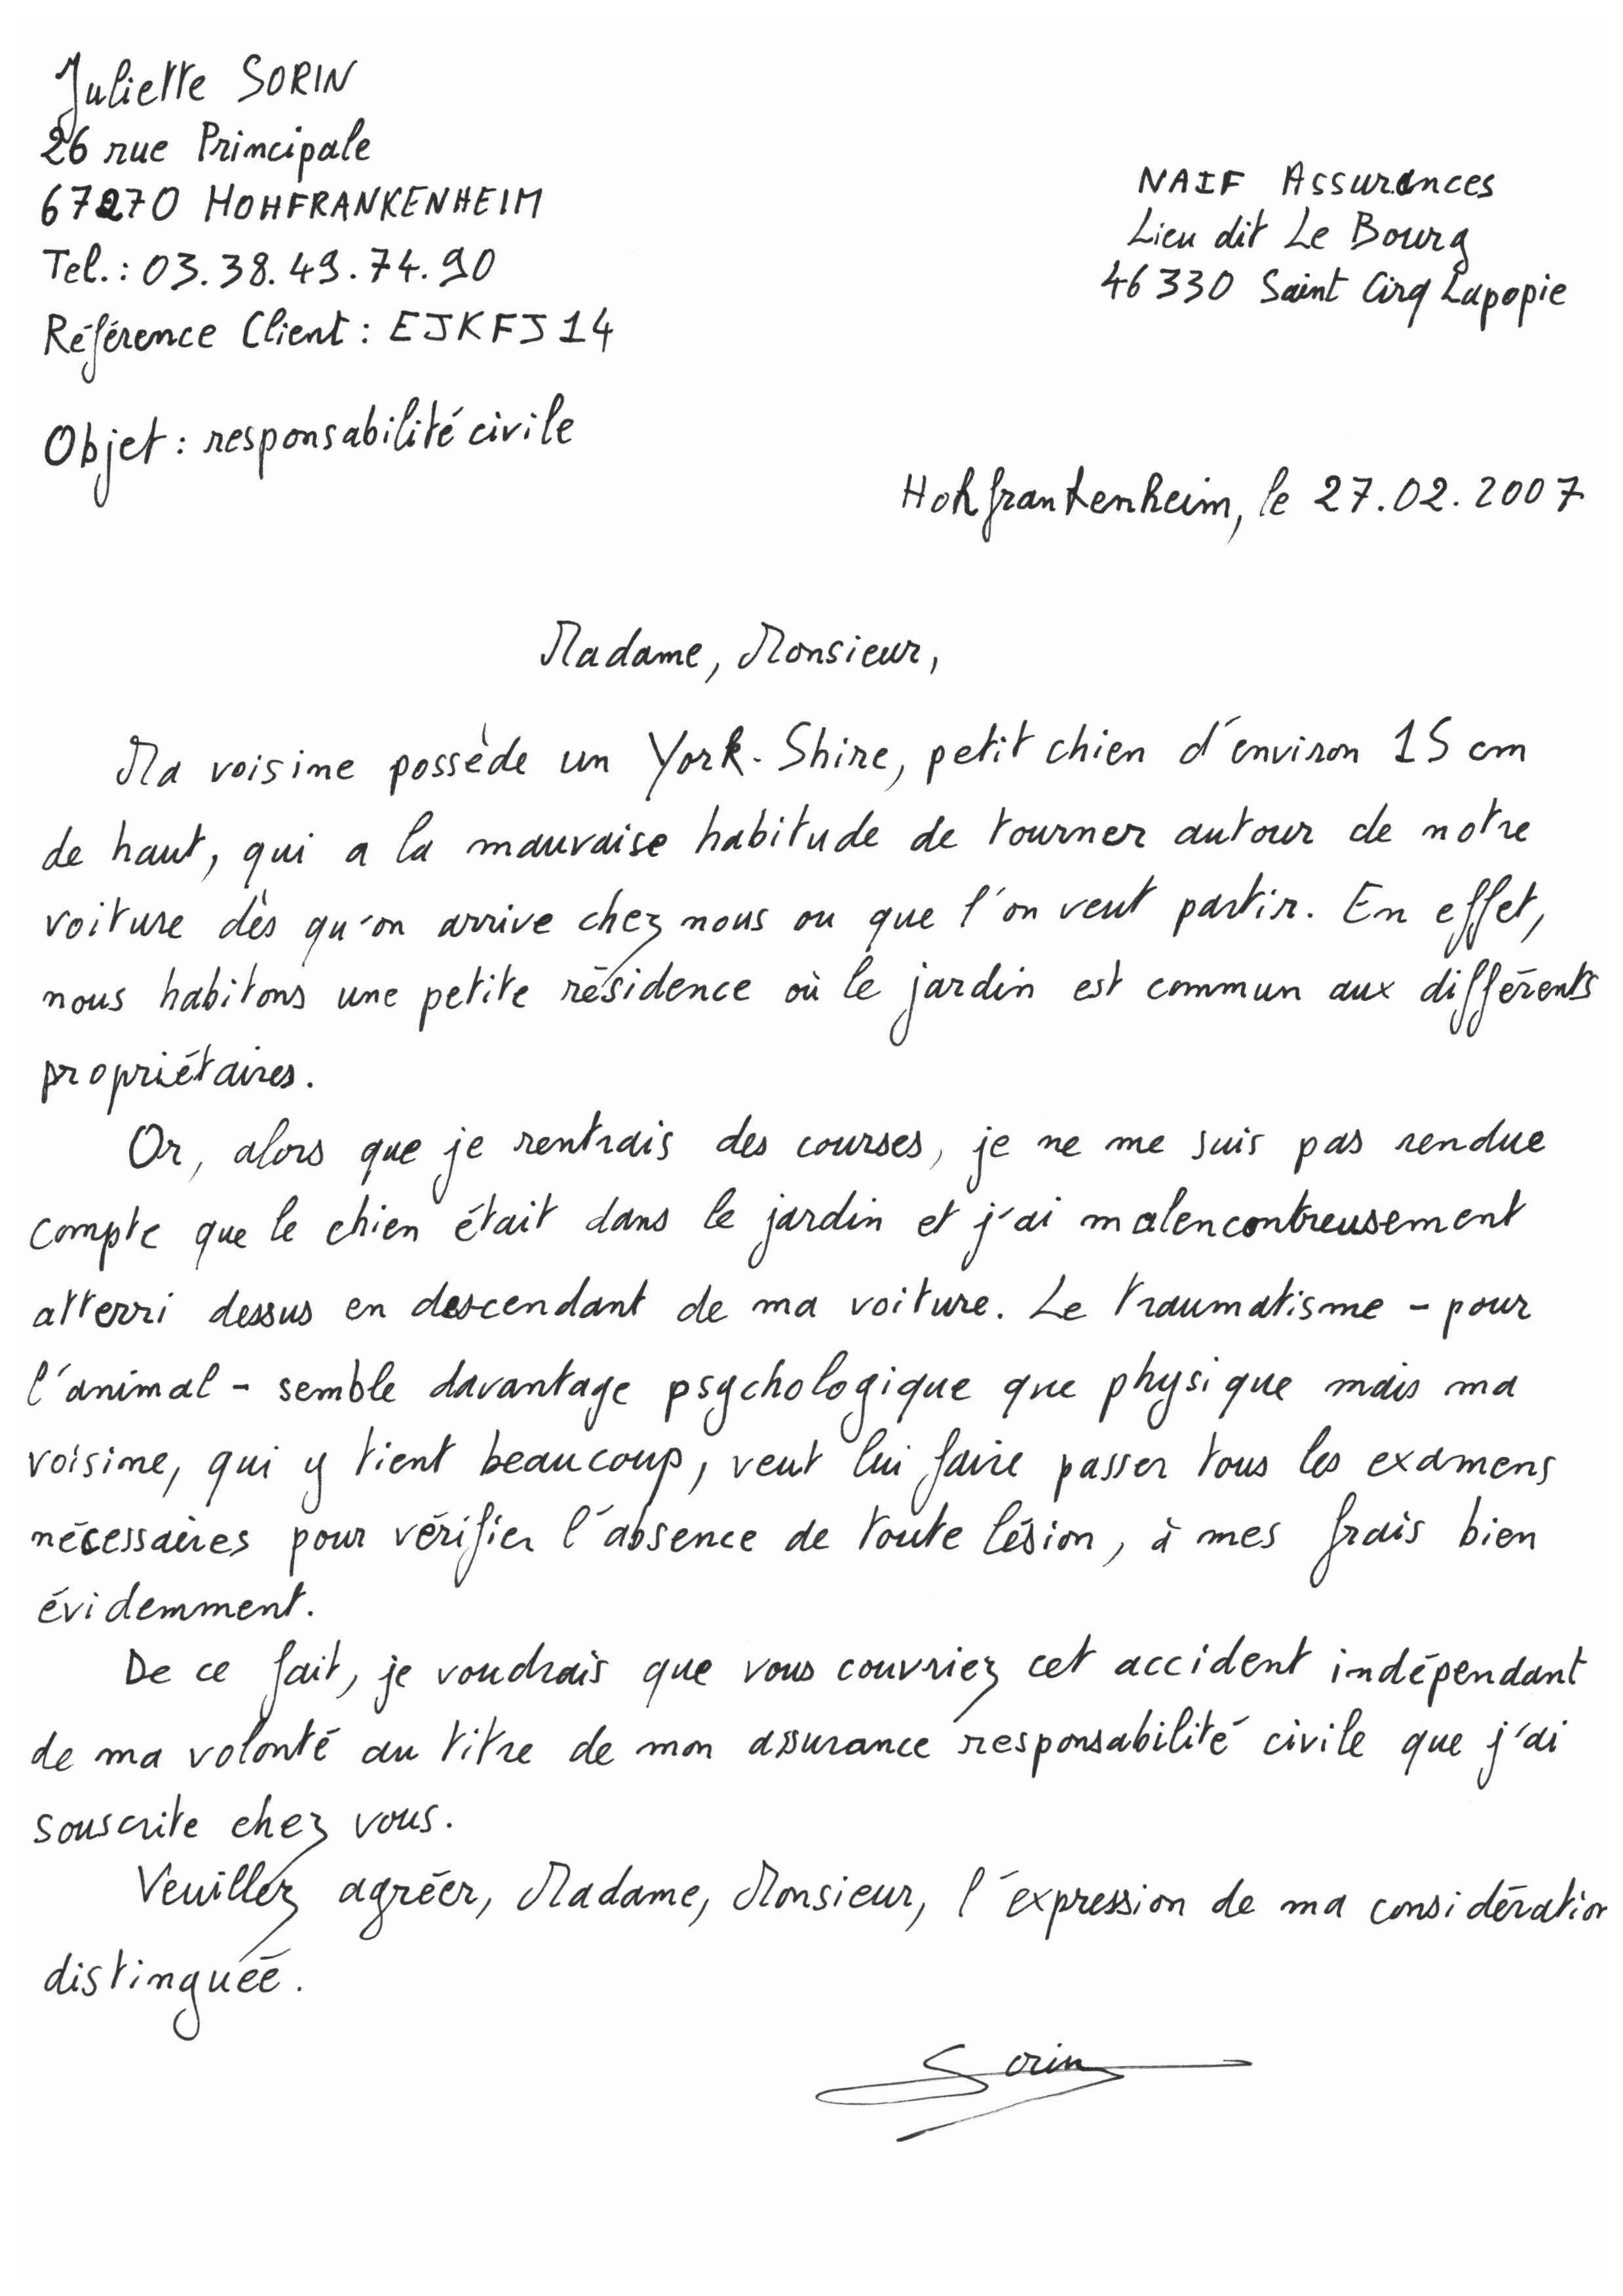 Juliette SORIN
26 rue Principale
67270 HOHFRANKENHEIM
Tel.: 03.38.49.74.90
Référence Client: EJKFJ14
NAIF Assurances
Lieu dit Le Bourg
46330 Saint Cirq Lapopie
Objet: responsabilité civile
Hohfrankenheim, le 27.02.2007
Madame, Monsieur,
Ma voisine possède un York-Shire, petit chien d'environ 15 cm
de haut, qui a la mauvaise habitude de tourner autour de notre
voiture dès qu'on arrive chez nous ou que l'on veut partir. En effet,
nous habitons une petite résidence où le jardin est commun aux différents
propriétaires.
Or, alors que je rentrais des courses, je ne me suis pas rendue
compte que le chien était dans le jardin et j'ai malencontreusement
atterri dessus en descendant de ma voiture. Le traumatisme - pour
l'animal - semble davantage psychologique que physique mais ma
voisine, qui y tient beaucoup, veut lui faire passer tous les examens
nécessaires pour vérifier l'absence de toute lésion, à mes frais bien
évidemment.
De ce fait, je voudrais que vous couvriez cet accident indépendant
de ma volonté au titre de mon assurance responsabilité civile que j'ai
souscrite chez vous.
Veuillez agréer, Madame, Monsieur, l'expression de ma considération
distinguée.
Sorin